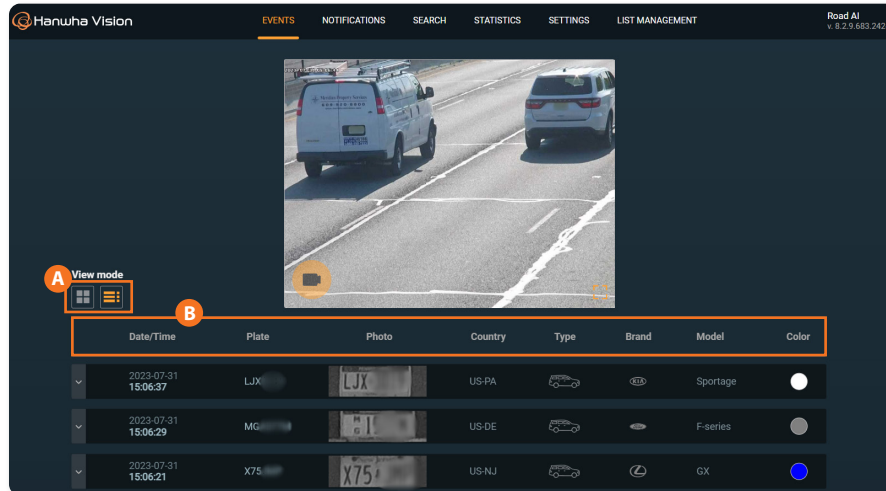 Hanwha Vision
EVENTS NOTIFICATIONS SEARCH STATISTICS SETTINGS LIST MANAGEMENT
Road AI
v. 8.2.9.683.242
A View mode
B
Date/Time Plate Photo Country Type Brand Model Color
2023-07-31
15:06:37 LJX LJX US-PA KIA Sportage
2023-07-31
15:06:29 MG MG US-DE F-series
2023-07-31
15:06:21 X75 X75 US-NJ GX